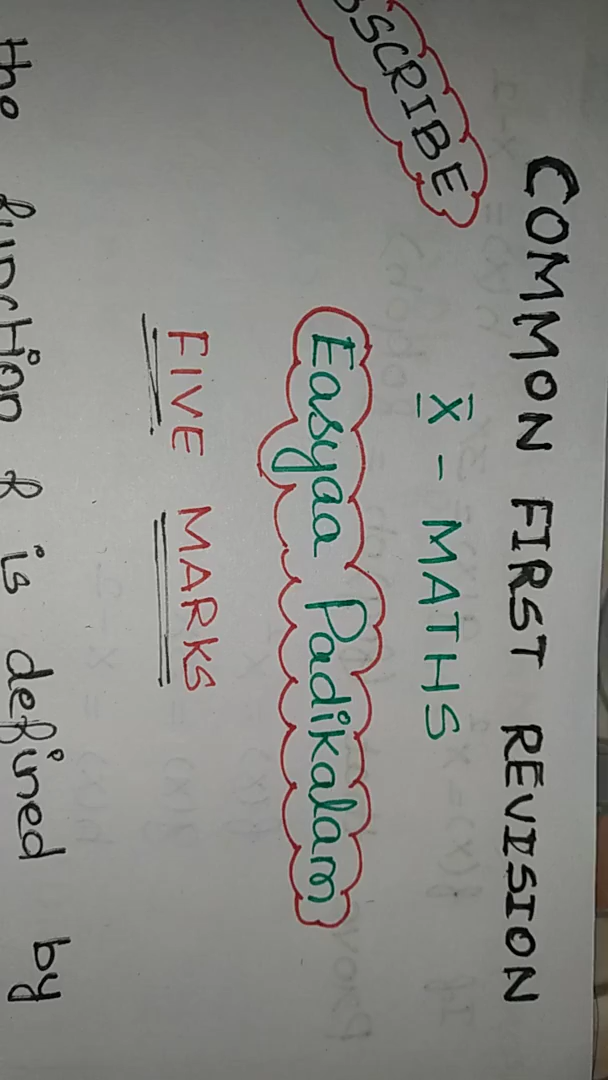 COMMON FIRST REVISION
X - MATHS
SCRIBE
Easyaa Padikalam
FIVE MARKS
the function f is defined by